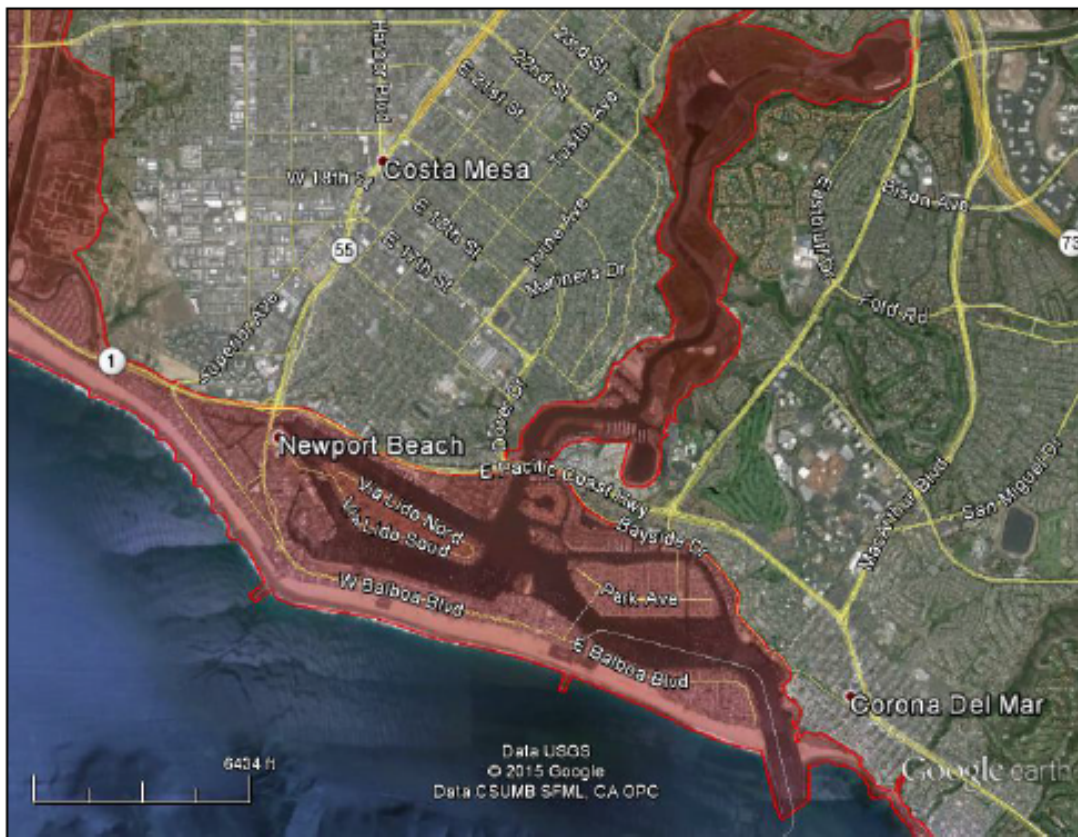 Harbor Blvd
23rd St
22nd St
E 21st St
Tustin Ave
Costa Mesa
W 18th S
E 18th St
E 17th St
55
Irvine Ave
Mariners Dr
Eastbluff Dr
Bison Ave
73
Ford Rd
Superior Ave
1
Dover Dr
Newport Beach
E Pacific Coast Hwy
Via Lido Nord
Via Lido Soud
Bayside Dr
MacArthur Blvd
San Miguel Dr
W Balboa Blvd
Park Ave
E Balboa Blvd
Corona Del Mar
6434 ft
Data USGS
© 2015 Google
Data CSUMB SFML, CA OPC
Google earth